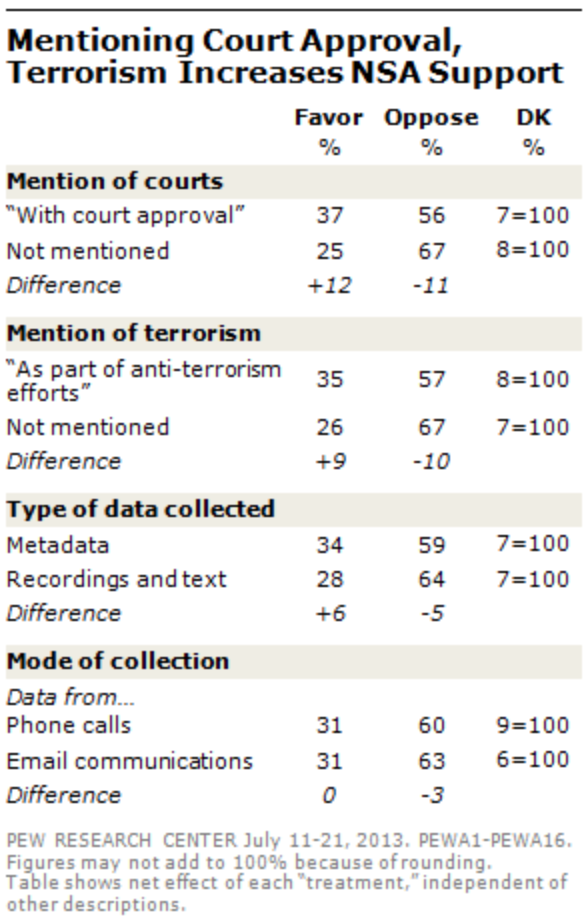 Mentioning Court Approval,
Terrorism Increases NSA Support
Favor Oppose DK
% % %
Mention of courts
“With court approval” 37 56 7=100
Not mentioned 25 67 8=100
Difference +12 -11
Mention of terrorism
“As part of anti-terrorism
efforts” 35 57 8=100
Not mentioned 26 67 7=100
Difference +9 -10
Type of data collected
Metadata 34 59 7=100
Recordings and text 28 64 7=100
Difference +6 -5
Mode of collection
Data from...
Phone calls 31 60 9=100
Email communications 31 63 6=100
Difference 0 -3
PEW RESEARCH CENTER July 11-21, 2013. PEWA1-PEWA16.
Figures may not add to 100% because of rounding.
Table shows net effect of each “treatment,” independent of
other descriptions.